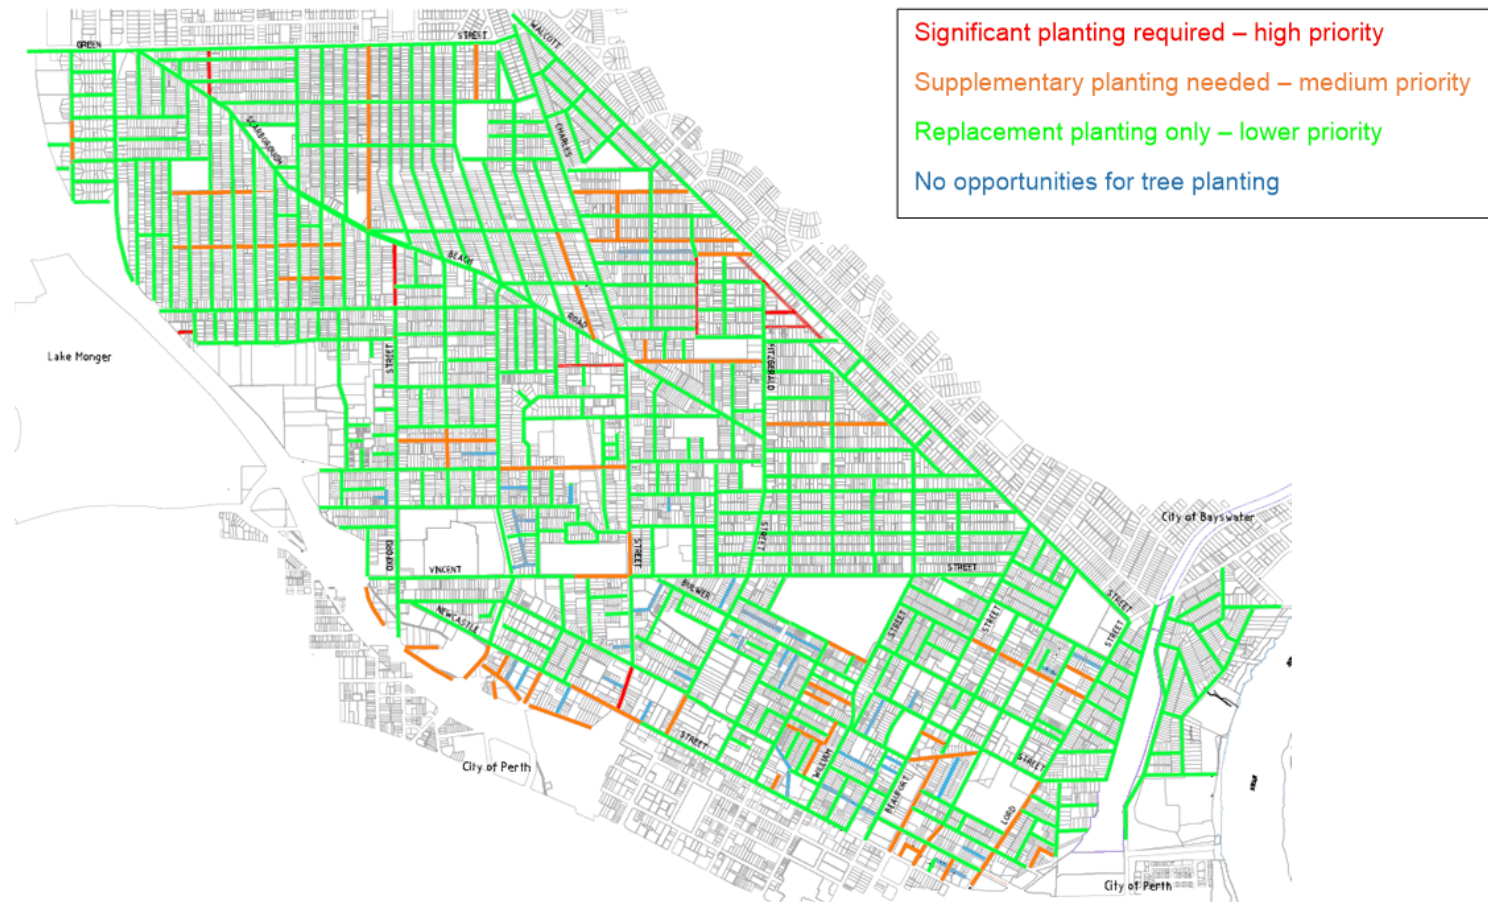 Significant planting required – high priority
Supplementary planting needed – medium priority
Replacement planting only – lower priority
No opportunities for tree planting
GREEN
STREET
WALCOTT
SCARBOROUGH
CHARLES
BEACH
ROAD
Lake Monger
STREET
FITZGERALD
City of Bayswater
STREET
STREET
VINCENT
STREET
BULWER
STREET
NEWCASTLE
STREET
STREET
STREET
STREET
City of Perth
WILLIAM
STREET
BEAUFORT
LORD
City of Perth